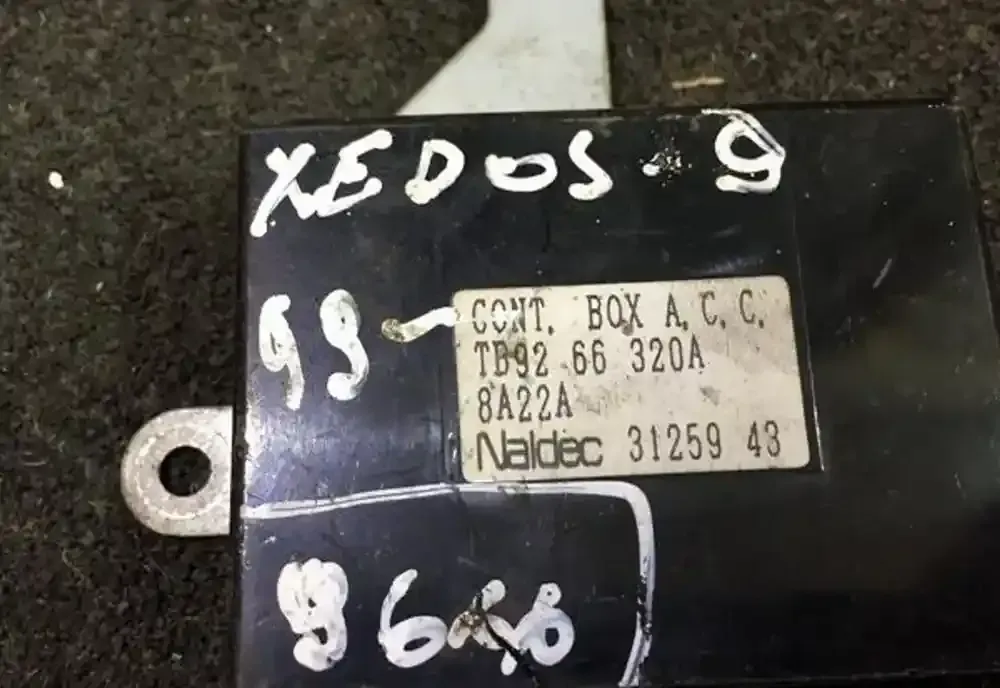 XEDOS-9
99-
CONT. BOX A.C.C.
TB92 66 320A
8A22A
Naldec 31259 43